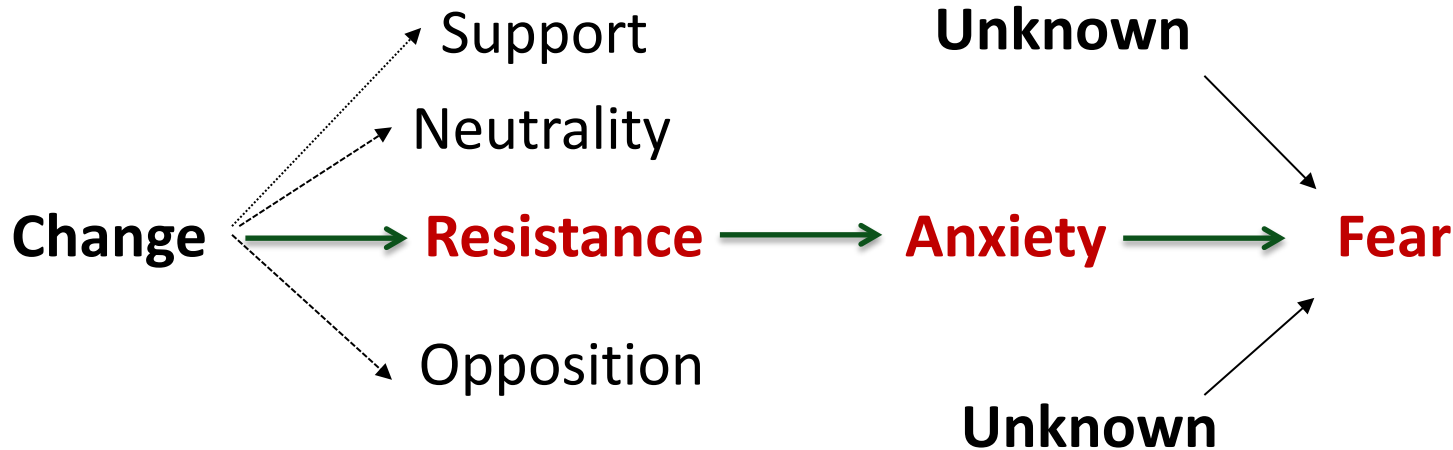 Support
Unknown
Neutrality
Change
Resistance
Anxiety
Fear
Opposition
Unknown